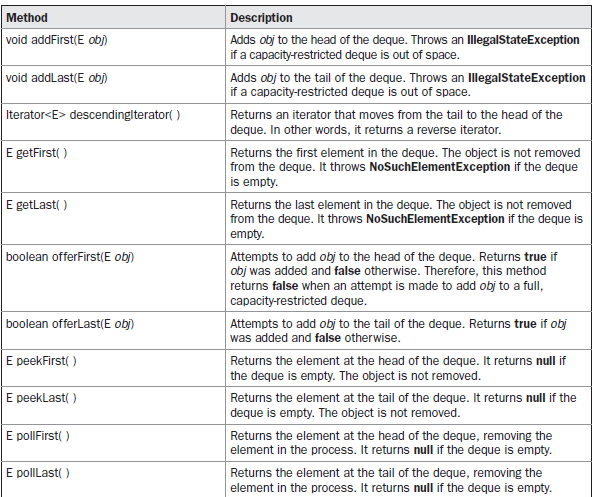 Method Description
void addFirst(E obj) Adds obj to the head of the deque. Throws an IllegalStateException
if a capacity-restricted deque is out of space.
void addLast(E obj) Adds obj to the tail of the deque. Throws an IllegalStateException
if a capacity-restricted deque is out of space.
Iterator<E> descendingIterator( ) Returns an iterator that moves from the tail to the head of the
deque. In other words, it returns a reverse iterator.
E getFirst( ) Returns the first element in the deque. The object is not removed
from the deque. It throws NoSuchElementException if the deque
is empty.
E getLast( ) Returns the last element in the deque. The object is not removed
from the deque. It throws NoSuchElementException if the deque is
empty.
boolean offerFirst(E obj) Attempts to add obj to the head of the deque. Returns true if
obj was added and false otherwise. Therefore, this method
returns false when an attempt is made to add obj to a full,
capacity-restricted deque.
boolean offerLast(E obj) Attempts to add obj to the tail of the deque. Returns true if obj
was added and false otherwise.
E peekFirst( ) Returns the element at the head of the deque. It returns null if
the deque is empty. The object is not removed.
E peekLast( ) Returns the element at the tail of the deque. It returns null if the
deque is empty. The object is not removed.
E pollFirst( ) Returns the element at the head of the deque, removing the
element in the process. It returns null if the deque is empty.
E pollLast( ) Returns the element at the tail of the deque, removing the
element in the process. It returns null if the deque is empty.